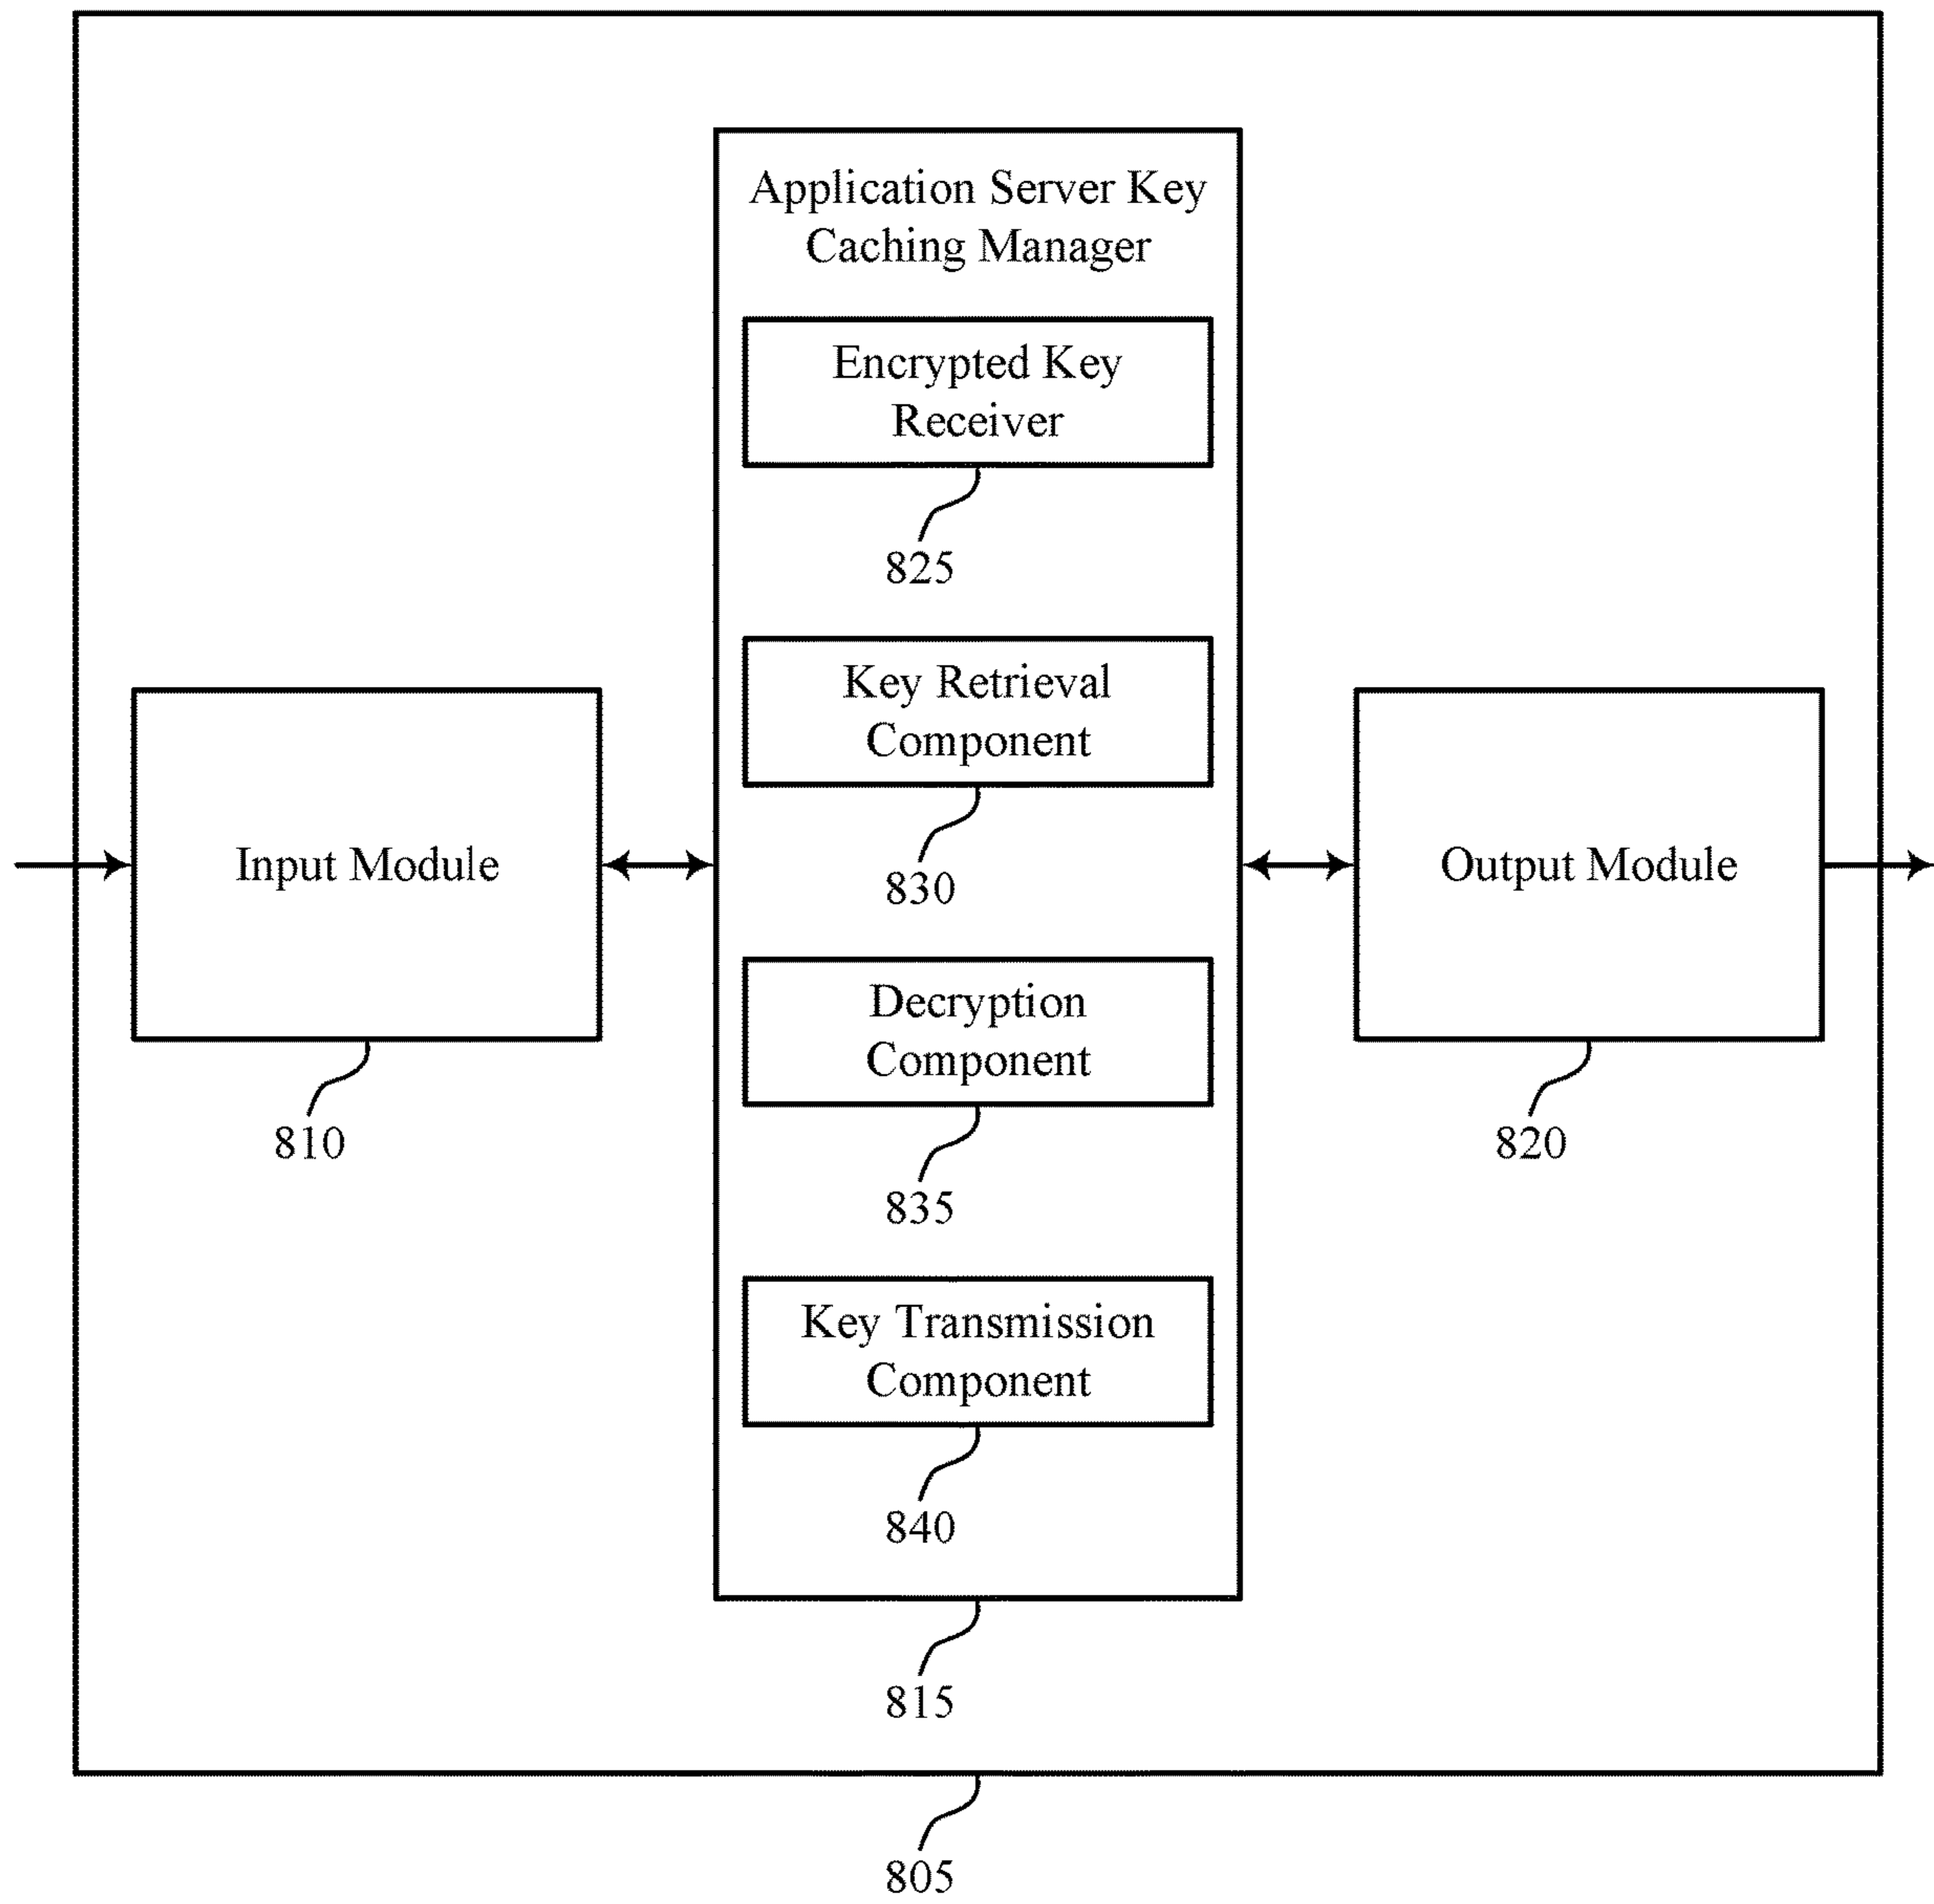 Application Server Key
Caching Manager
Encrypted Key
Receiver
825
Key Retrieval
Component
830
Input Module
810
Output Module
820
Decryption
Component
835
Key Transmission
Component
840
815
805